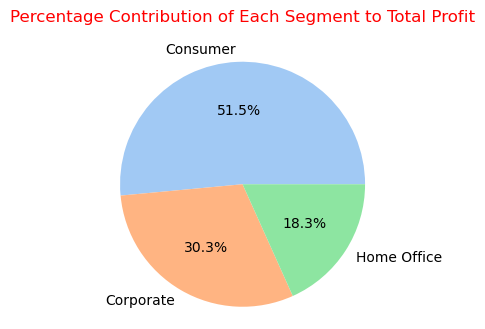 Percentage Contribution of Each Segment to Total Profit
Consumer
51.5%
18.3%
30.3%
Home Office
Corporate